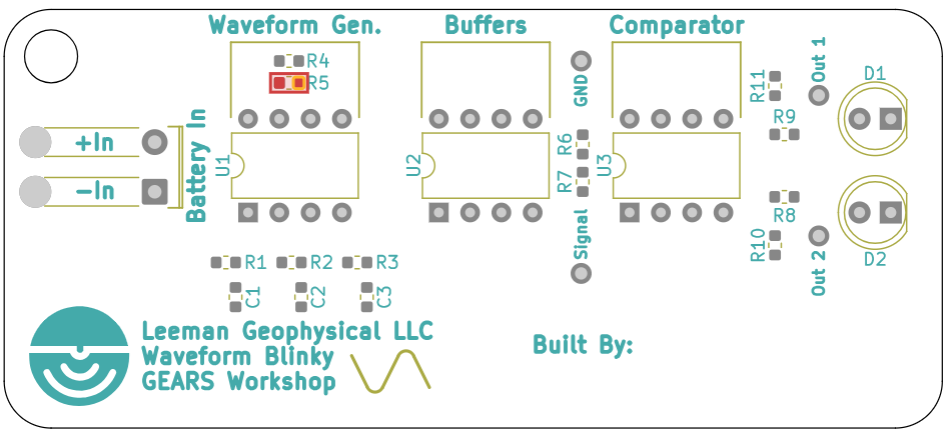 Waveform Gen.
Buffers
Comparator
R4
R5
GND
R11
Out 1
D1
+In
-In
Battery In
U1
U2
R6
R7
U3
R9
R8
Signal
R10
Out 2
D2
R1
R2
R3
C1
C2
C3
Leeman Geophysical LLC
Waveform Blinky
GEARS Workshop
Built By: